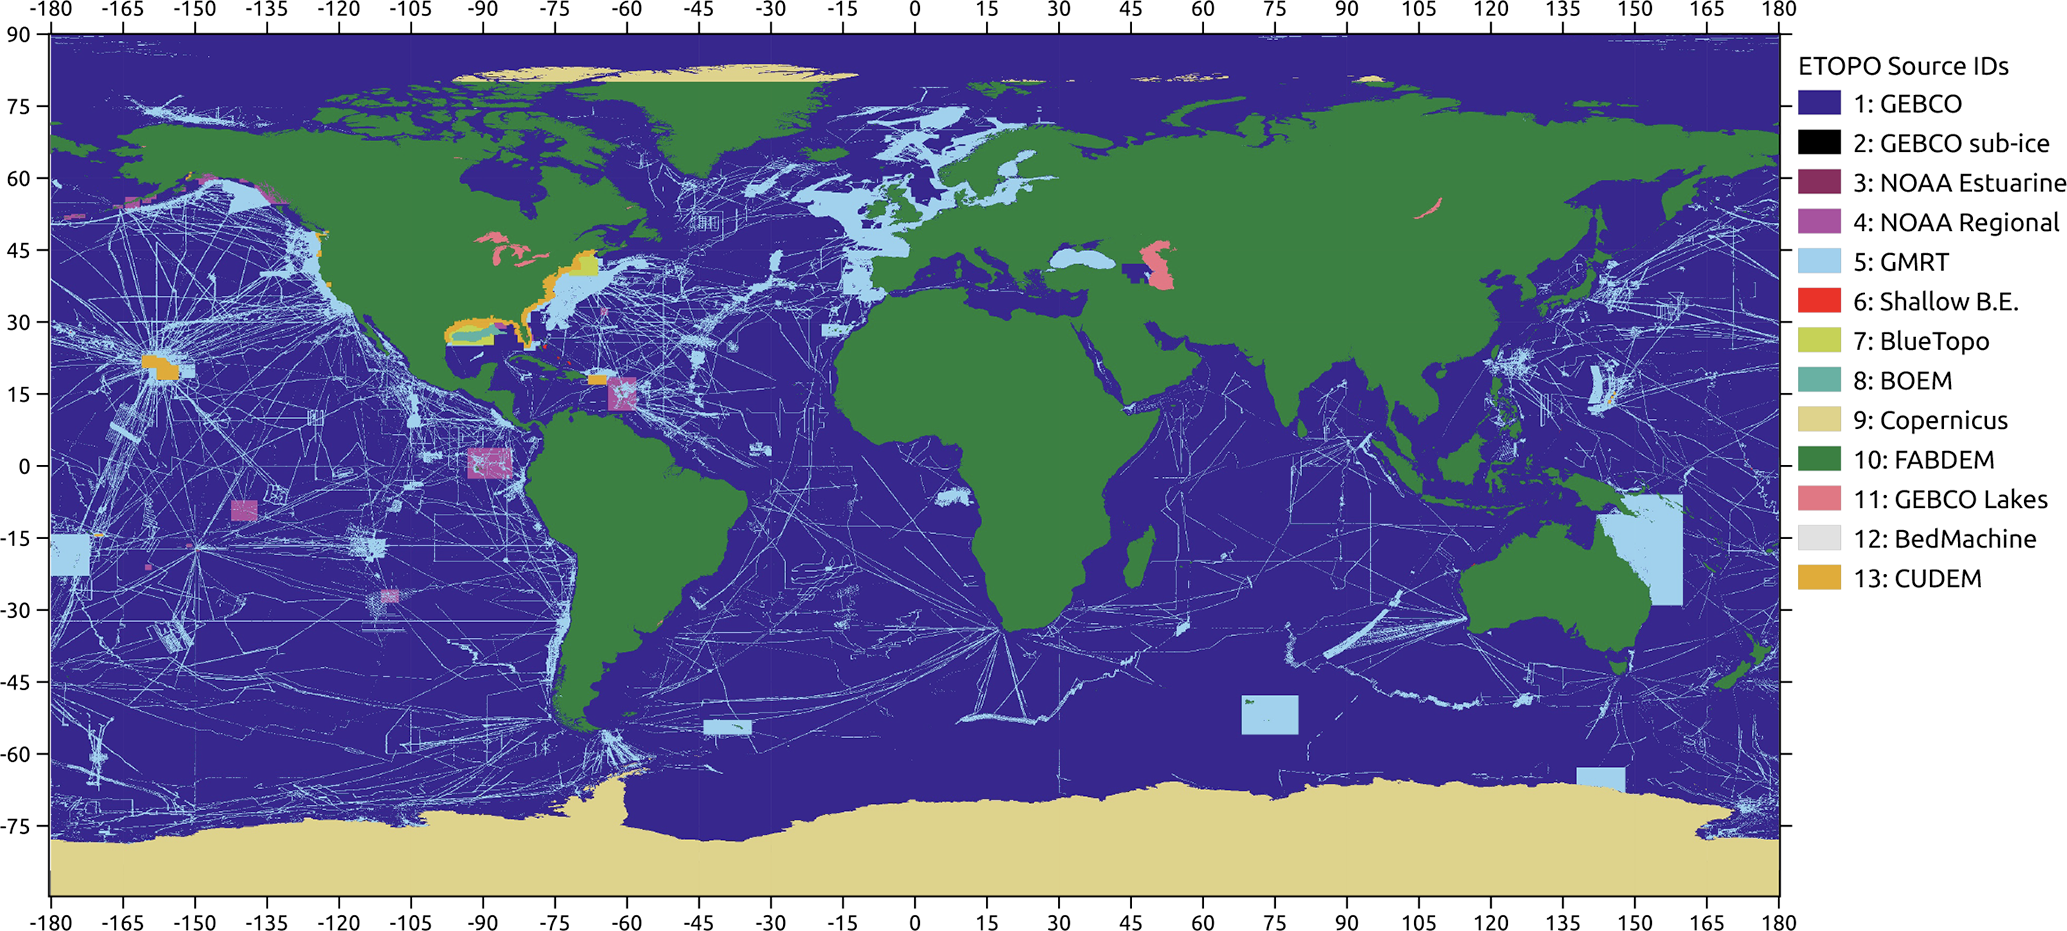 -180 -165 -150 -135 -120 -105 -90 -75 -60 -45 -30 -15 0 15 30 45 60 75 90 105 120 135 150 165 180
90
75
60
45
30
15
0
-15
-30
-45
-60
-75
-180 -165 -150 -135 -120 -105 -90 -75 -60 -45 -30 -15 0 15 30 45 60 75 90 105 120 135 150 165 180
ETOPO Source IDs
1: GEBCO
2: GEBCO sub-ice
3: NOAA Estuarine
4: NOAA Regional
5: GMRT
6: Shallow B.E.
7: BlueTopo
8: BOEM
9: Copernicus
10: FABDEM
11: GEBCO Lakes
12: BedMachine
13: CUDEM